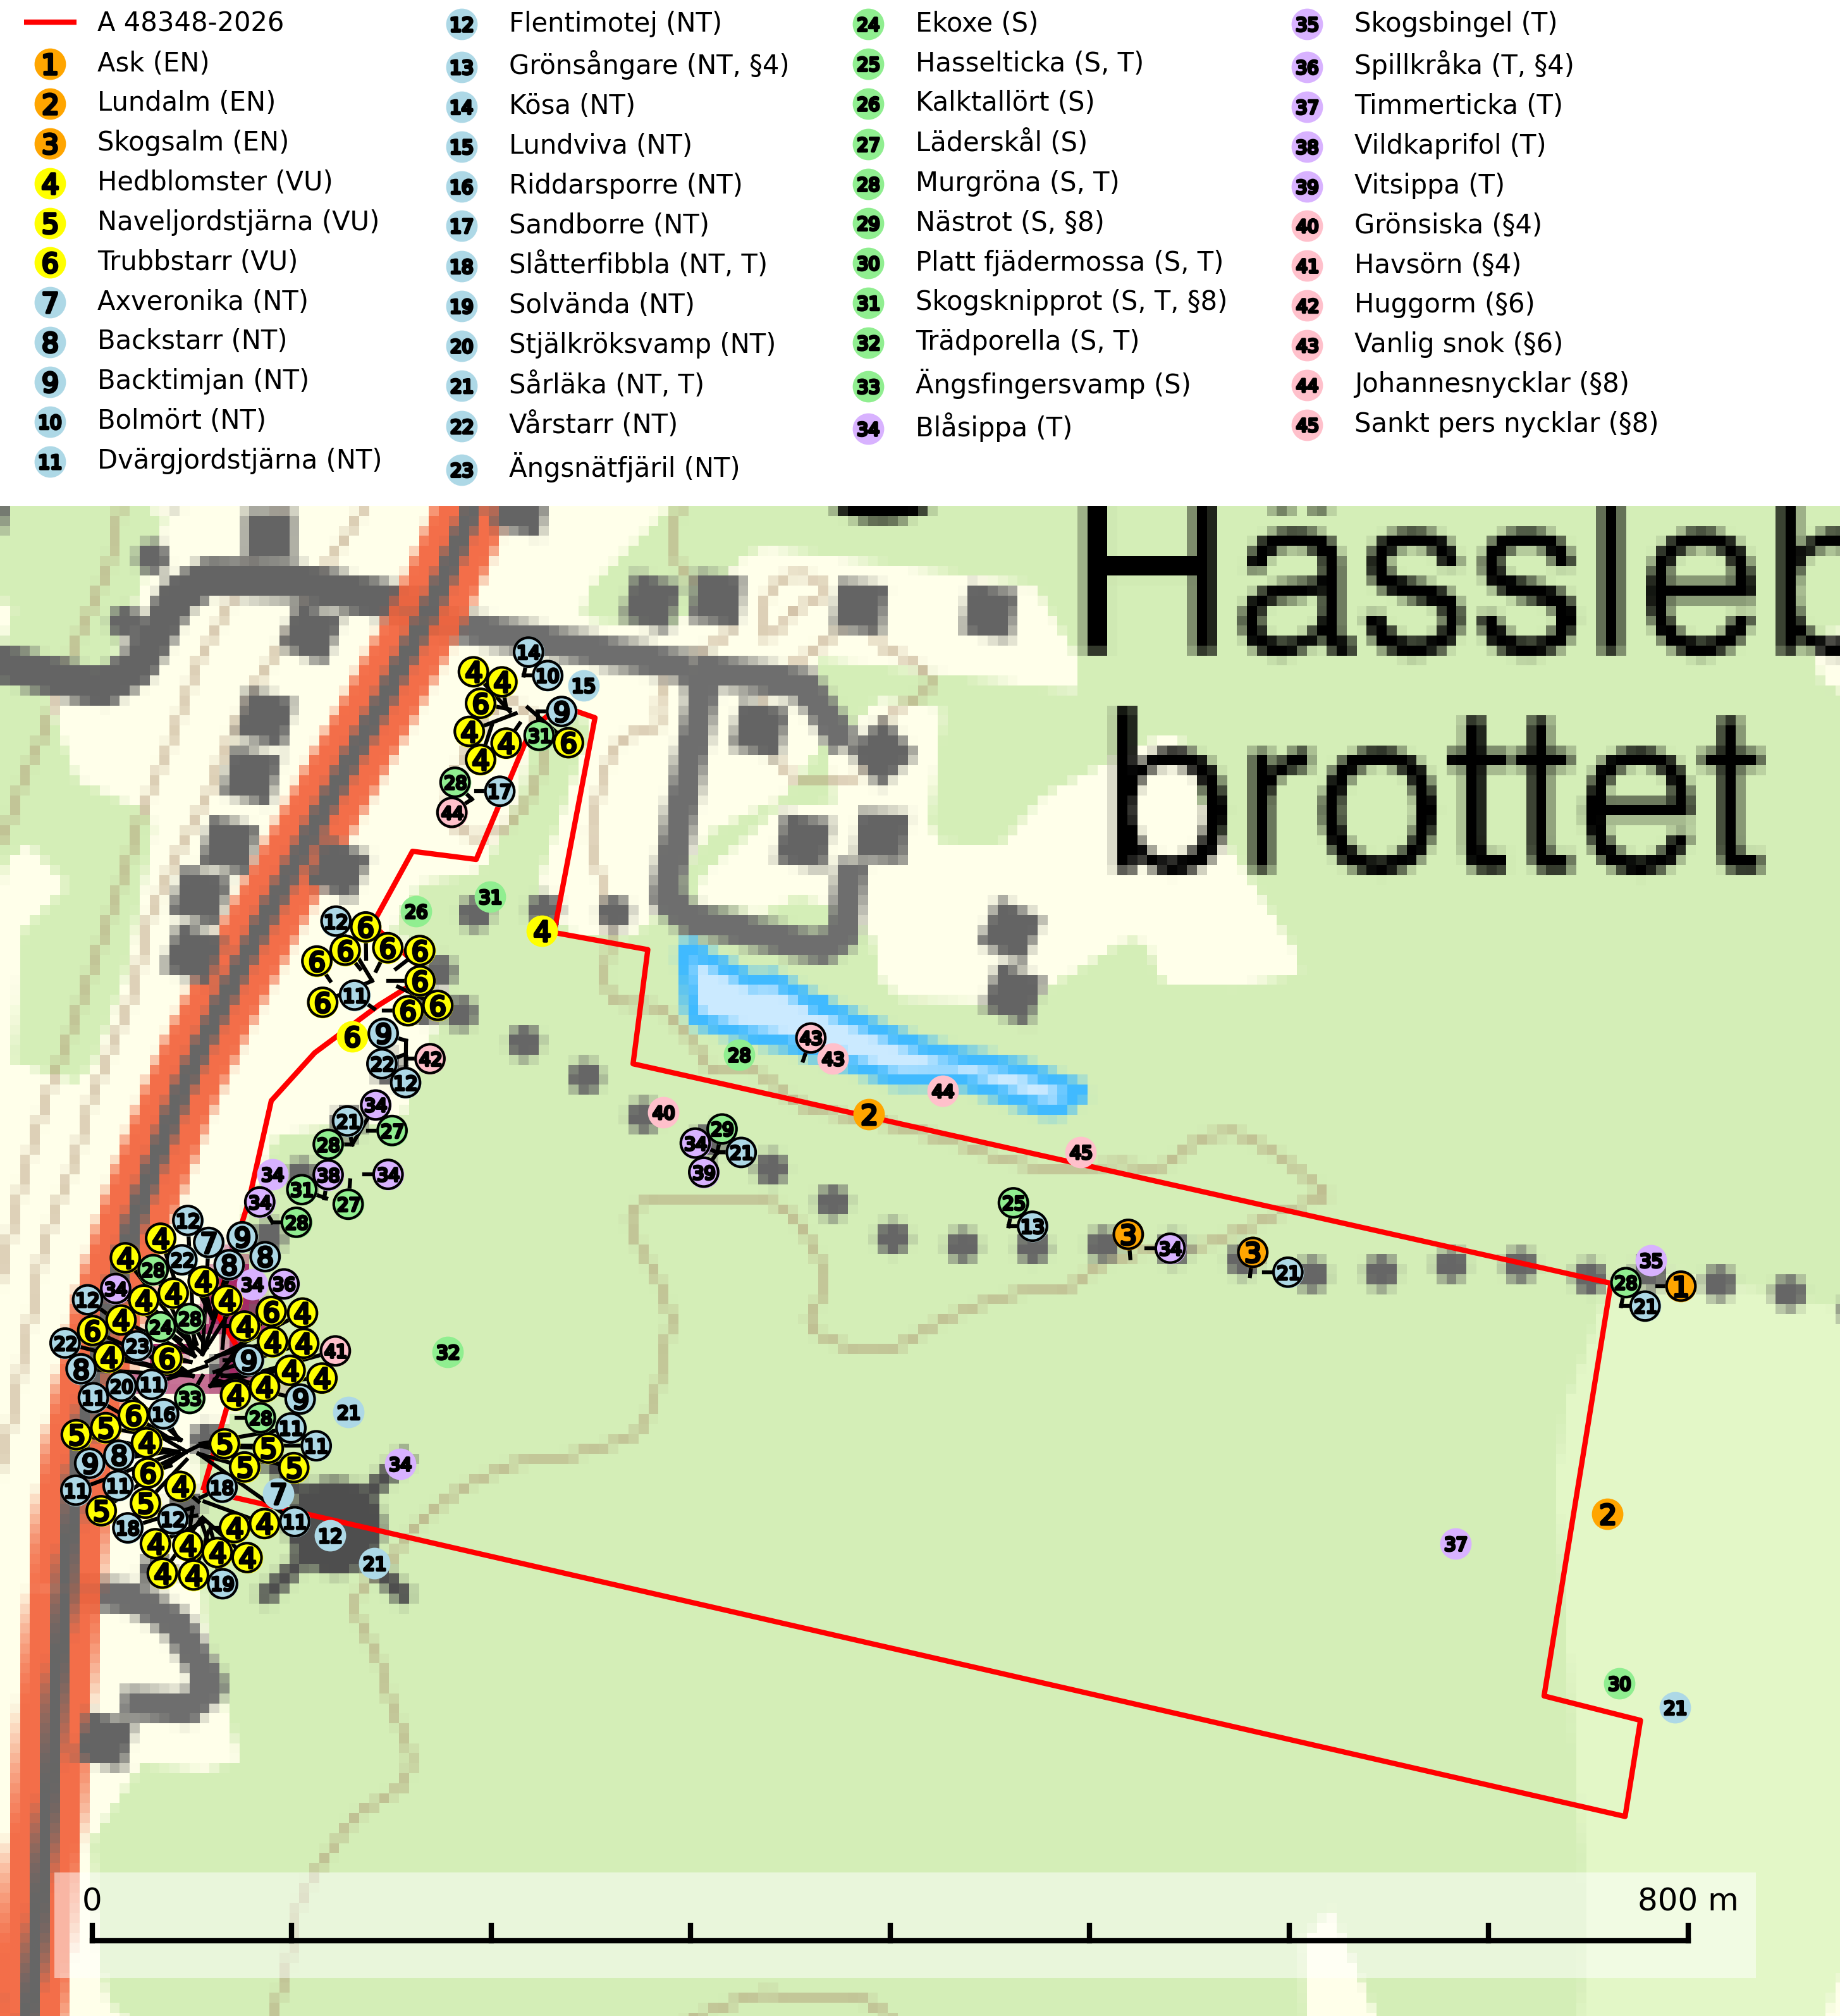 A 48348-2026
1 Ask (EN)
2 Lundalm (EN)
3 Skogsalm (EN)
4 Hedblomster (VU)
5 Naveljordstjärna (VU)
6 Trubbstarr (VU)
7 Axveronika (NT)
8 Backstarr (NT)
9 Backtimjan (NT)
10 Bolmört (NT)
11 Dvärgjordstjärna (NT)
12 Flentimotej (NT)
13 Grönsångare (NT, §4)
14 Kösa (NT)
15 Lundviva (NT)
16 Riddarsporre (NT)
17 Sandborre (NT)
18 Slåtterfibbla (NT, T)
19 Solvända (NT)
20 Stjälkröksvamp (NT)
21 Sårläka (NT, T)
22 Vårstarr (NT)
23 Ängsnätfjäril (NT)
24 Ekoxe (S)
25 Hasselticka (S, T)
26 Kalktallört (S)
27 Läderskål (S)
28 Murgröna (S, T)
29 Nästrot (S, §8)
30 Platt fjädermossa (S, T)
31 Skogsknipprot (S, T, §8)
32 Trädporella (S, T)
33 Ängsfingersvamp (S)
34 Blåsippa (T)
35 Skogsbingel (T)
36 Spillkråka (T, §4)
37 Timmerticka (T)
38 Vildkaprifol (T)
39 Vitsippa (T)
40 Grönsiska (§4)
41 Havsörn (§4)
42 Huggorm (§6)
43 Vanlig snok (§6)
44 Johannesnycklar (§8)
45 Sankt pers nycklar (§8)
Hässleb
brottet
0 800 m